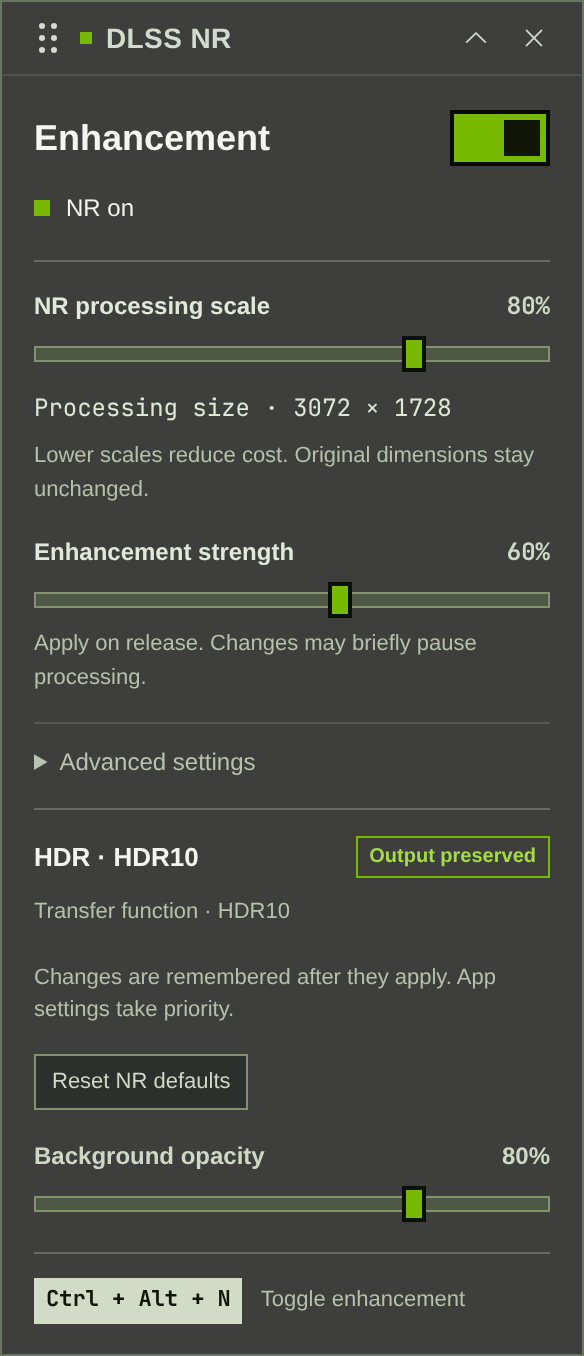 DLSS NR
Enhancement
NR on
NR processing scale 80%
Processing size · 3072 × 1728
Lower scales reduce cost. Original dimensions stay
unchanged.
Enhancement strength 60%
Apply on release. Changes may briefly pause
processing.
Advanced settings
HDR · HDR10 Output preserved
Transfer function · HDR10
Changes are remembered after they apply. App
settings take priority.
Reset NR defaults
Background opacity 80%
Ctrl + Alt + N Toggle enhancement